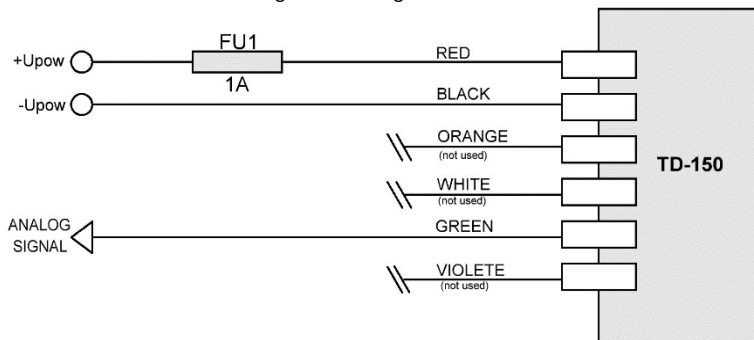 FU1
+Upow
RED
1A
-Upow
BLACK
ORANGE
(not used)
TD-150
WHITE
(not used)
ANALOG
SIGNAL
GREEN
VIOLETE
(not used)